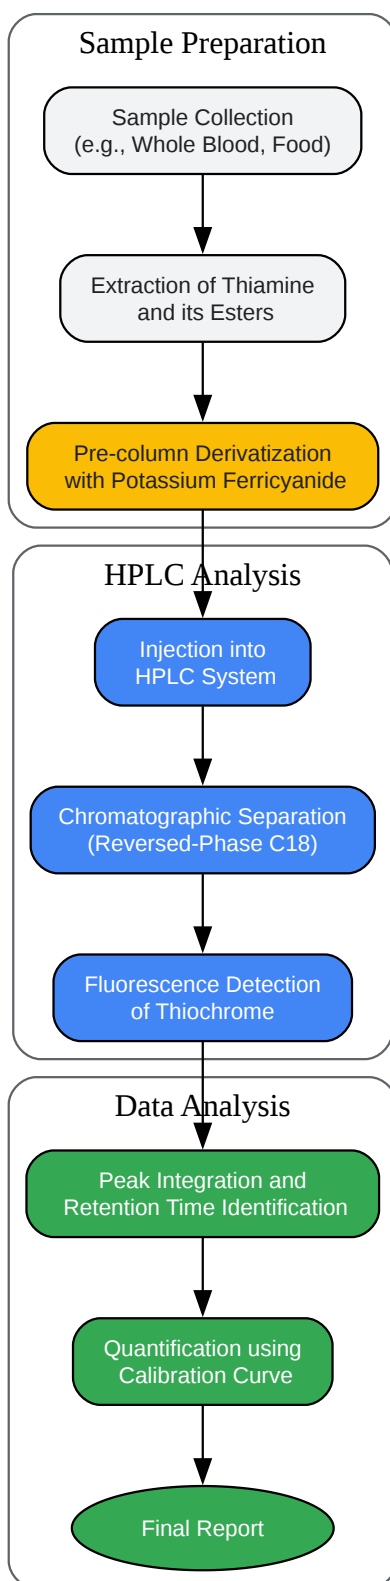 Sample Preparation
Sample Collection
(e.g., Whole Blood, Food)
Extraction of Thiamine
and its Esters
Pre-column Derivatization
with Potassium Ferricyanide
HPLC Analysis
Injection into
HPLC System
Chromatographic Separation
(Reversed-Phase C18)
Fluorescence Detection
of Thiochrome
Data Analysis
Peak Integration and
Retention Time Identification
Quantification using
Calibration Curve
Final Report